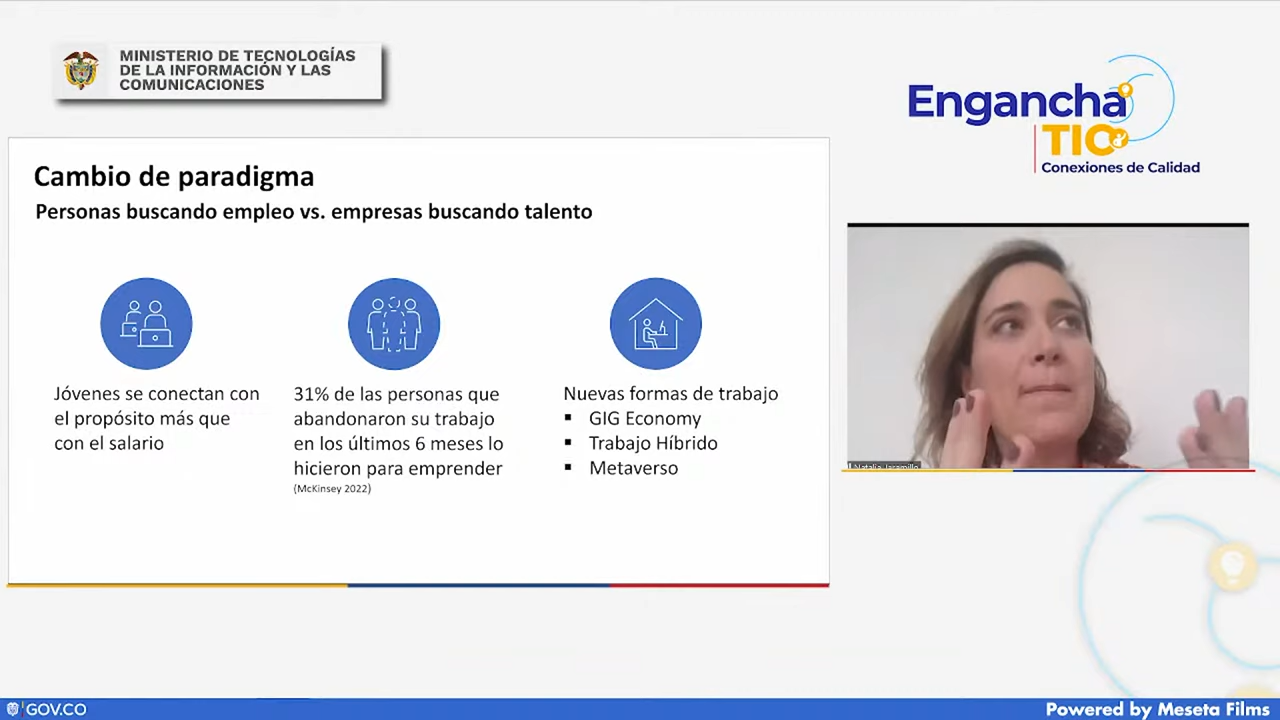 MINISTERIO DE TECNOLOGÍAS
DE LA INFORMACIÓN Y LAS
COMUNICACIONES
Engancha
TIC
Conexiones de Calidad
Cambio de paradigma
Personas buscando empleo vs. empresas buscando talento
Jóvenes se conectan con
el propósito más que
con el salario
31% de las personas que
abandonaron su trabajo
en los últimos 6 meses lo
hicieron para emprender
(McKinsey 2022)
Nuevas formas de trabajo
▪ GIG Economy
▪ Trabajo Híbrido
▪ Metaverso
Natalia Jaramillo
GOV.CO
Powered by Meseta Films